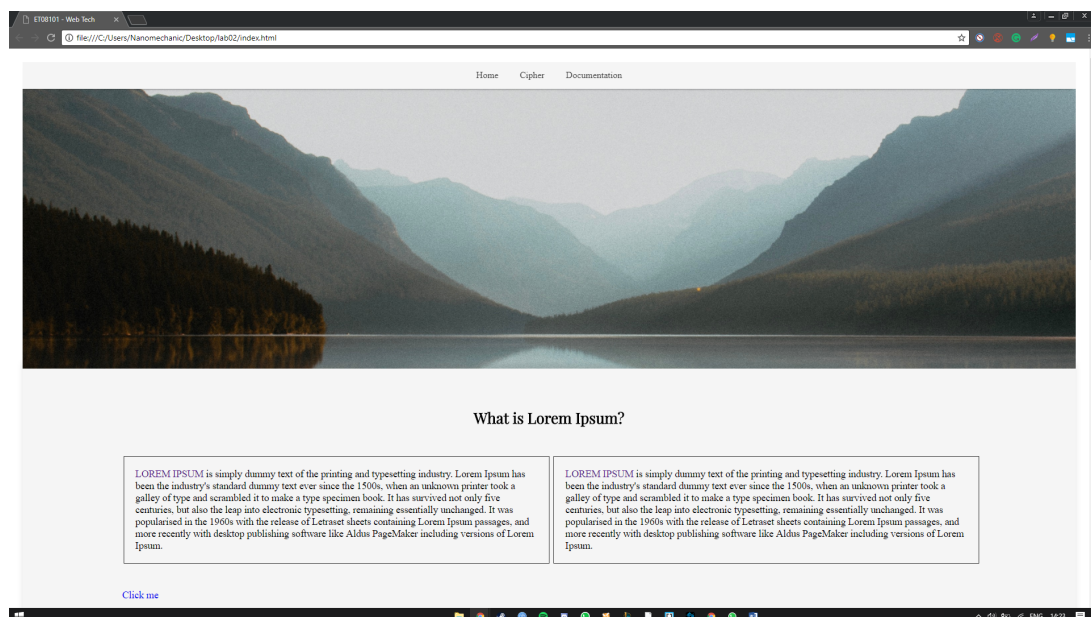 ET08101 - Web Tech
file:///C:/Users/Nanomechanic/Desktop/lab02/index.html
Home Cipher Documentation
What is Lorem Ipsum?
LOREM IPSUM is simply dummy text of the printing and typesetting industry. Lorem Ipsum has
been the industry's standard dummy text ever since the 1500s, when an unknown printer took a
galley of type and scrambled it to make a type specimen book. It has survived not only five
centuries, but also the leap into electronic typesetting, remaining essentially unchanged. It was
popularised in the 1960s with the release of Letraset sheets containing Lorem Ipsum passages, and
more recently with desktop publishing software like Aldus PageMaker including versions of Lorem
Ipsum.
LOREM IPSUM is simply dummy text of the printing and typesetting industry. Lorem Ipsum has
been the industry's standard dummy text ever since the 1500s, when an unknown printer took a
galley of type and scrambled it to make a type specimen book. It has survived not only five
centuries, but also the leap into electronic typesetting, remaining essentially unchanged. It was
popularised in the 1960s with the release of Letraset sheets containing Lorem Ipsum passages, and
more recently with desktop publishing software like Aldus PageMaker including versions of Lorem
Ipsum.
Click me
ENG 14:23